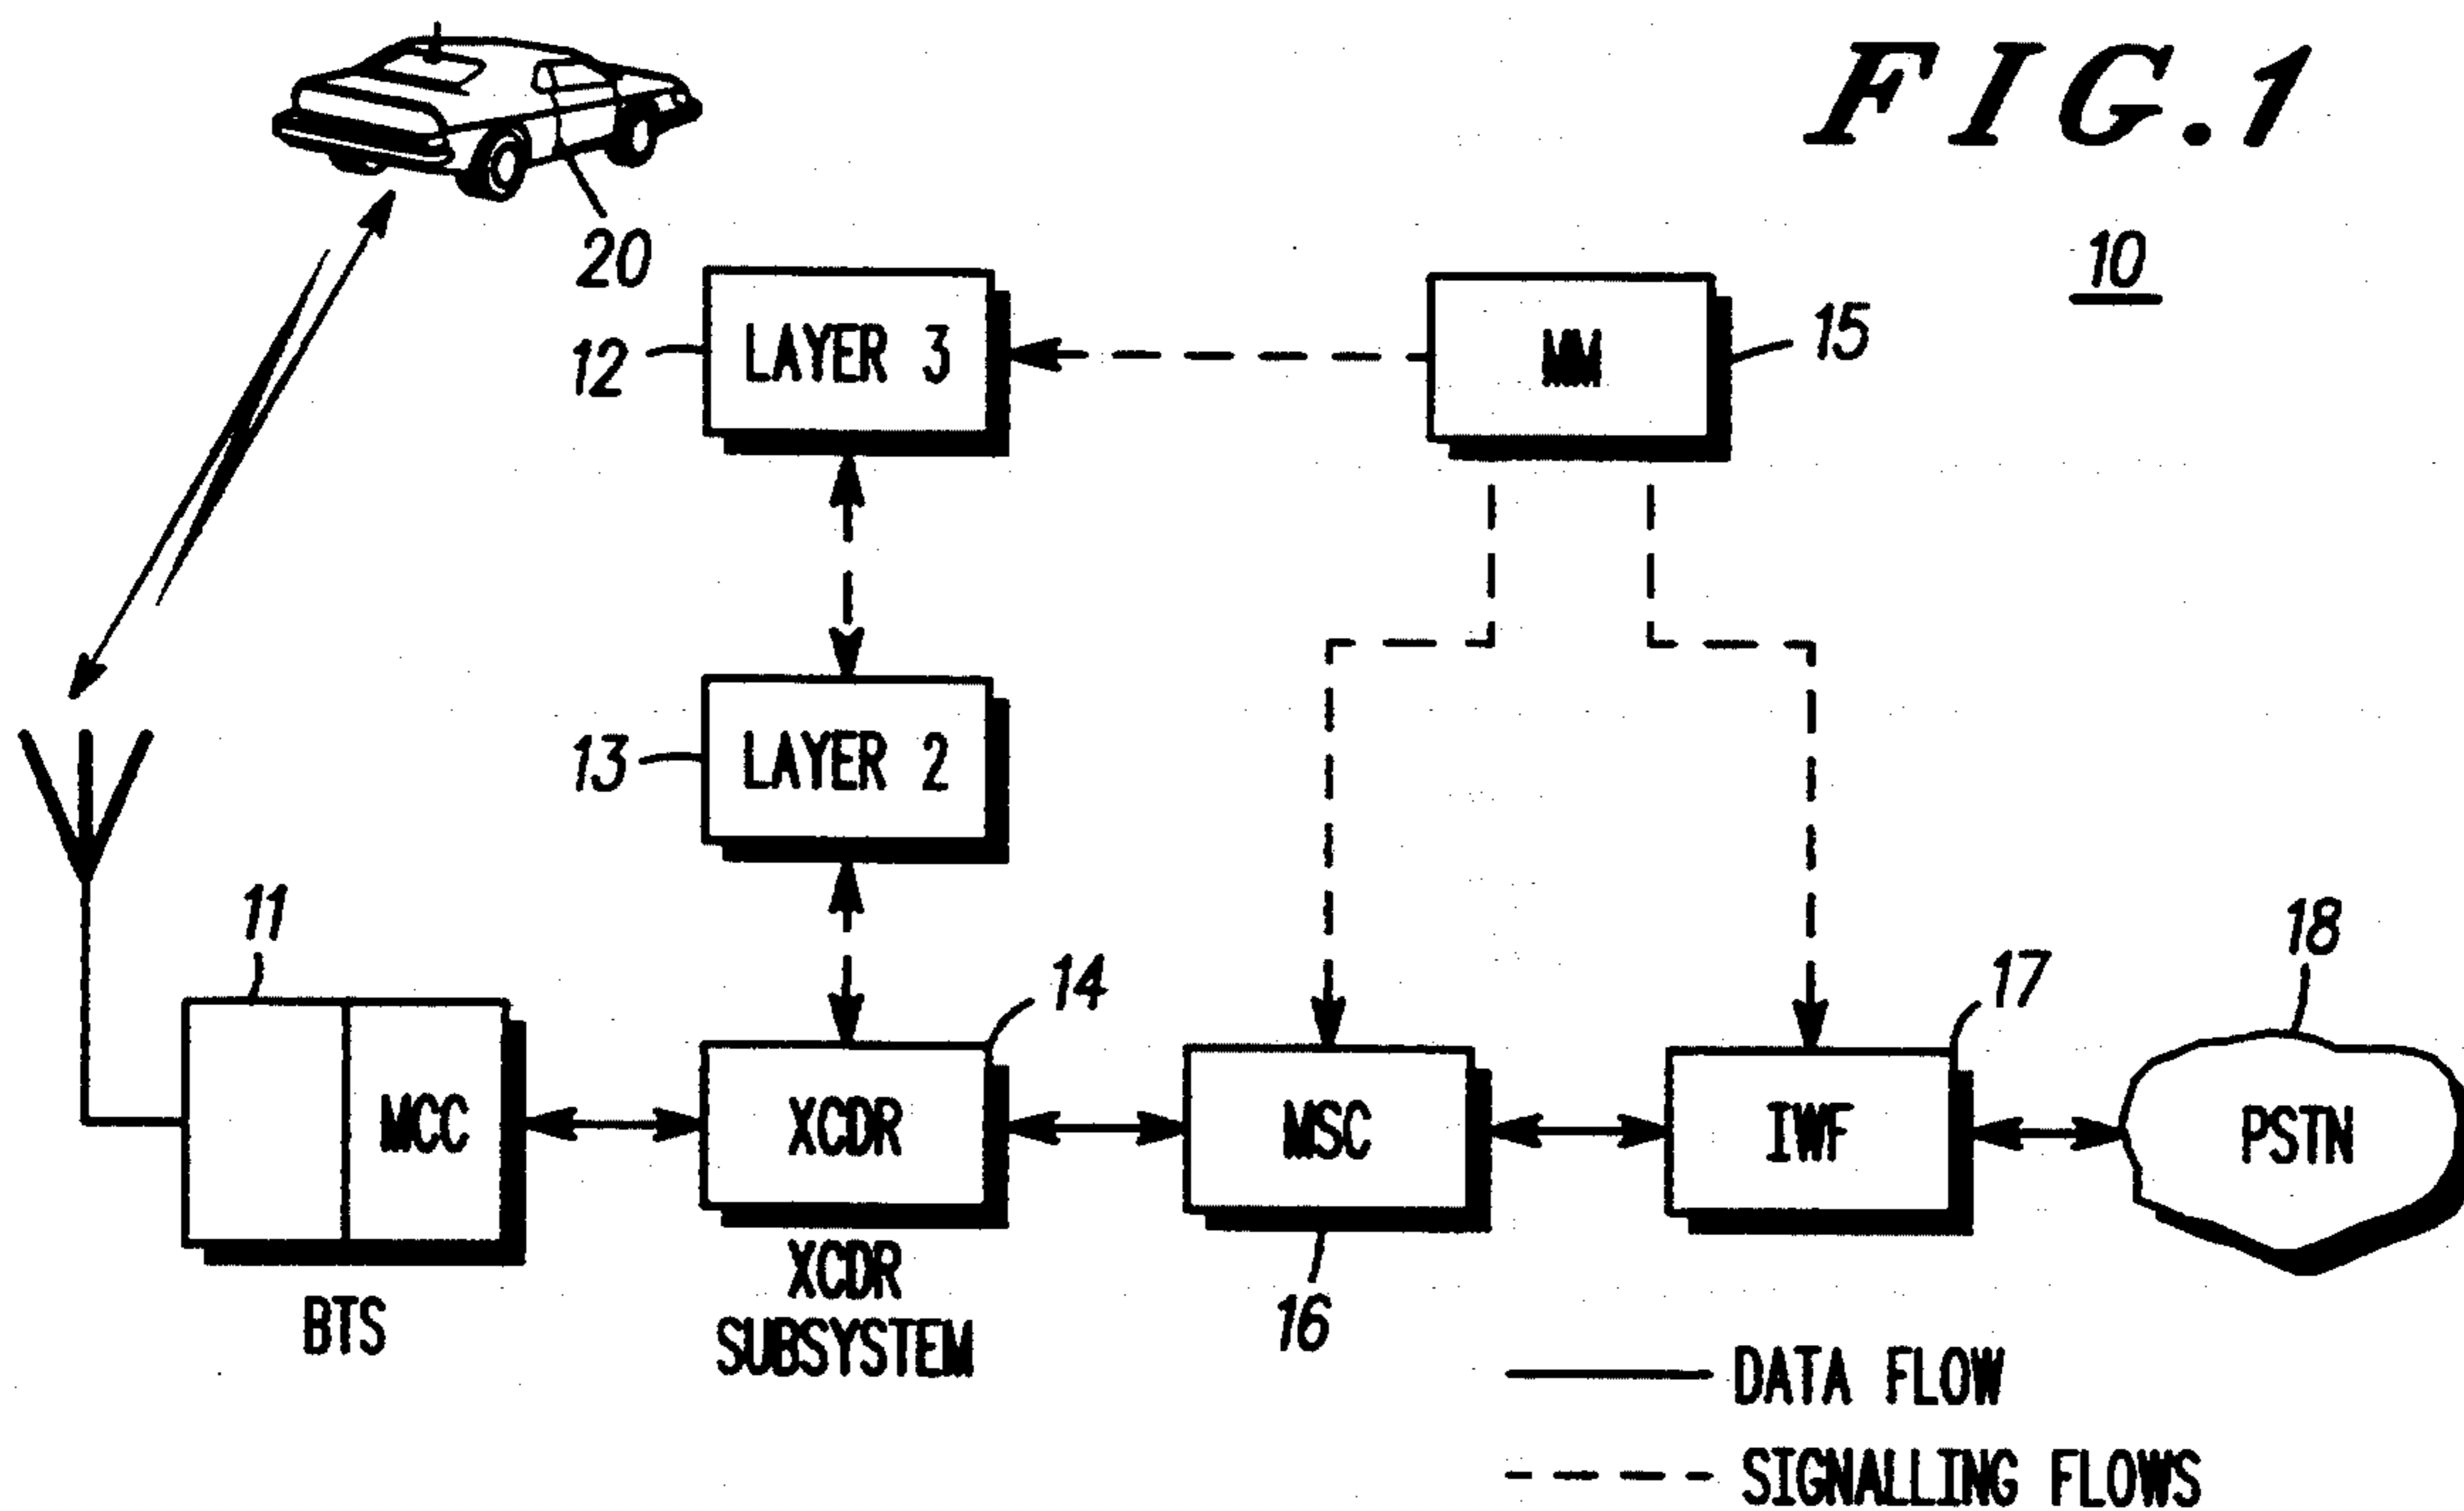 FIG.1
10
20
12
LAYER 3
MM
15
13
LAYER 2
11
14
17
18
MCC
XCDR
MSC
IWF
PSTN
BTS
XCDR
SUBSYSTEM
16
DATA FLOW
SIGNALLING FLOWS